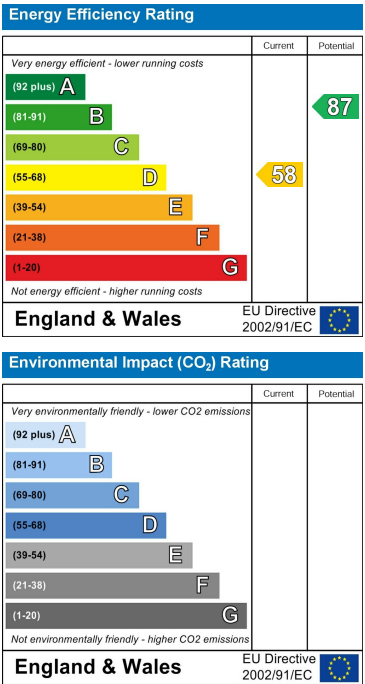 Energy Efficiency Rating
Current Potential
Very energy efficient - lower running costs
(92 plus) A
(81-91) B
(69-80) C
(55-68) D
(39-54) E
(21-38) F
(1-20) G
87
58
Not energy efficient - higher running costs
England & Wales
EU Directive
2002/91/EC
Environmental Impact (CO₂) Rating
Current Potential
Very environmentally friendly - lower CO2 emissions
(92 plus) A
(81-91) B
(69-80) C
(55-68) D
(39-54) E
(21-38) F
(1-20) G
Not environmentally friendly - higher CO2 emissions
England & Wales
EU Directive
2002/91/EC